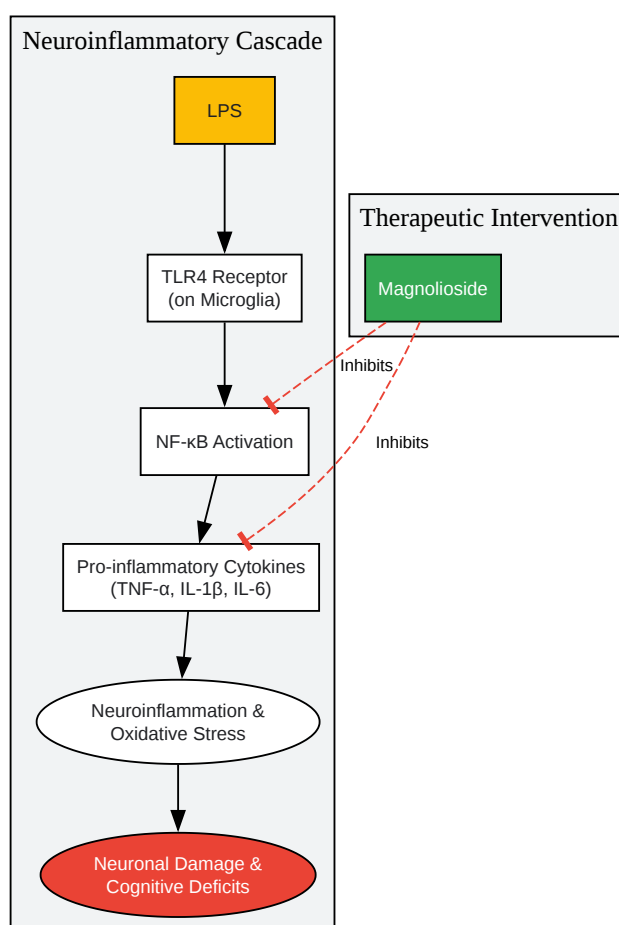 Neuroinflammatory Cascade
LPS
TLR4 Receptor
(on Microglia)
NF-κB Activation
Pro-inflammatory Cytokines
(TNF-α, IL-1β, IL-6)
Neuroinflammation &
Oxidative Stress
Neuronal Damage &
Cognitive Deficits
Therapeutic Intervention
Magnolioside
Inhibits
Inhibits